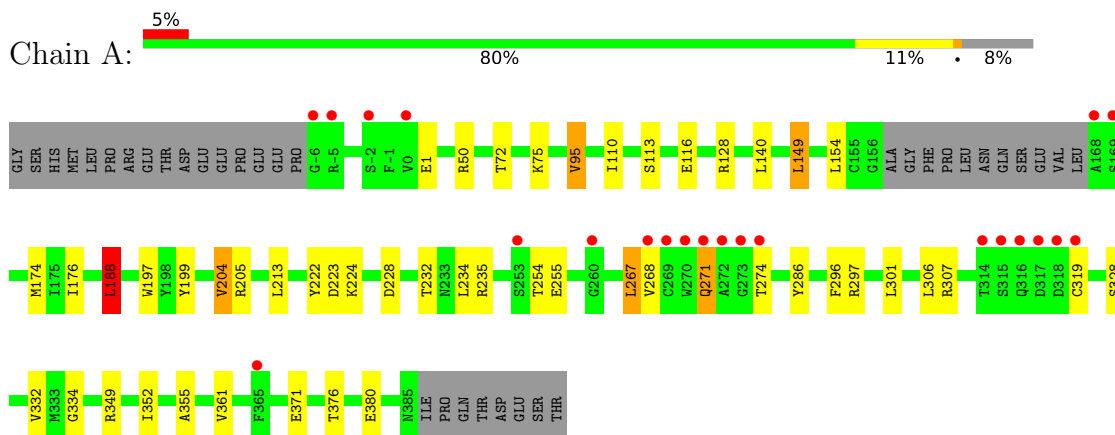 5%
Chain A:
80% 11% • 8%
GLY SER HIS MET LEU PRO ARG GLU THR ASP GLU GLU PRO GLU GLU PRO G-6 R-5 S-2 F-1 V0 E1 R50 T72 K75 V95 I110 S113 E116 R128 L140 L149 L154 C155 G156 ALA GLY PHE PRO LEU ASN GLN SER GLU VAL LEU A168 S169
M174 I175 I176 L188 W197 Y198 Y199 V204 R205 L213 Y222 D223 K224 D228 T232 N233 L234 R235 S253 T254 E255 G260 L267 V268 C269 W270 Q271 A272 G273 T274 Y286 F296 R297 L301 L306 R307 T314 S315 Q316 D317 D318 C319 S328
V332 M333 G334 R349 I352 A355 V361 F365 E371 T376 E380 N385 ILE PRO GLN THR ASP GLU SER THR